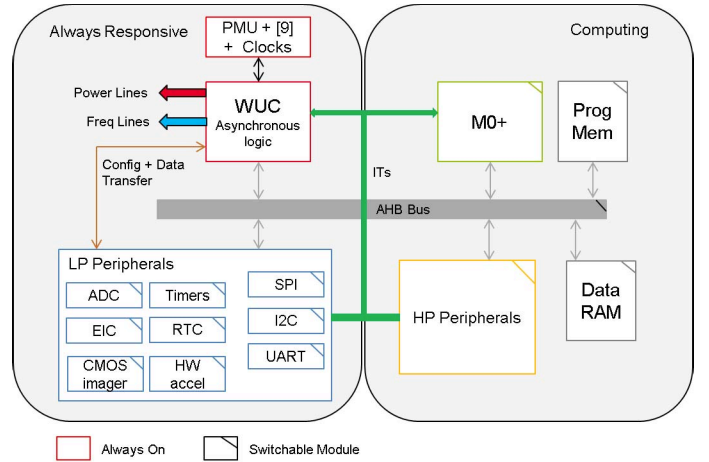 Always Responsive
PMU + [9]
+ Clocks
Computing
Power Lines
Freq Lines
WUC
Asynchronous
logic
M0+
Prog
Mem
Config + Data
Transfer
ITs
AHB Bus
LP Peripherals
ADC
Timers
SPI
EIC
RTC
I2C
UART
CMOS
imager
HW
accel
HP Peripherals
Data
RAM
Always On
Switchable Module